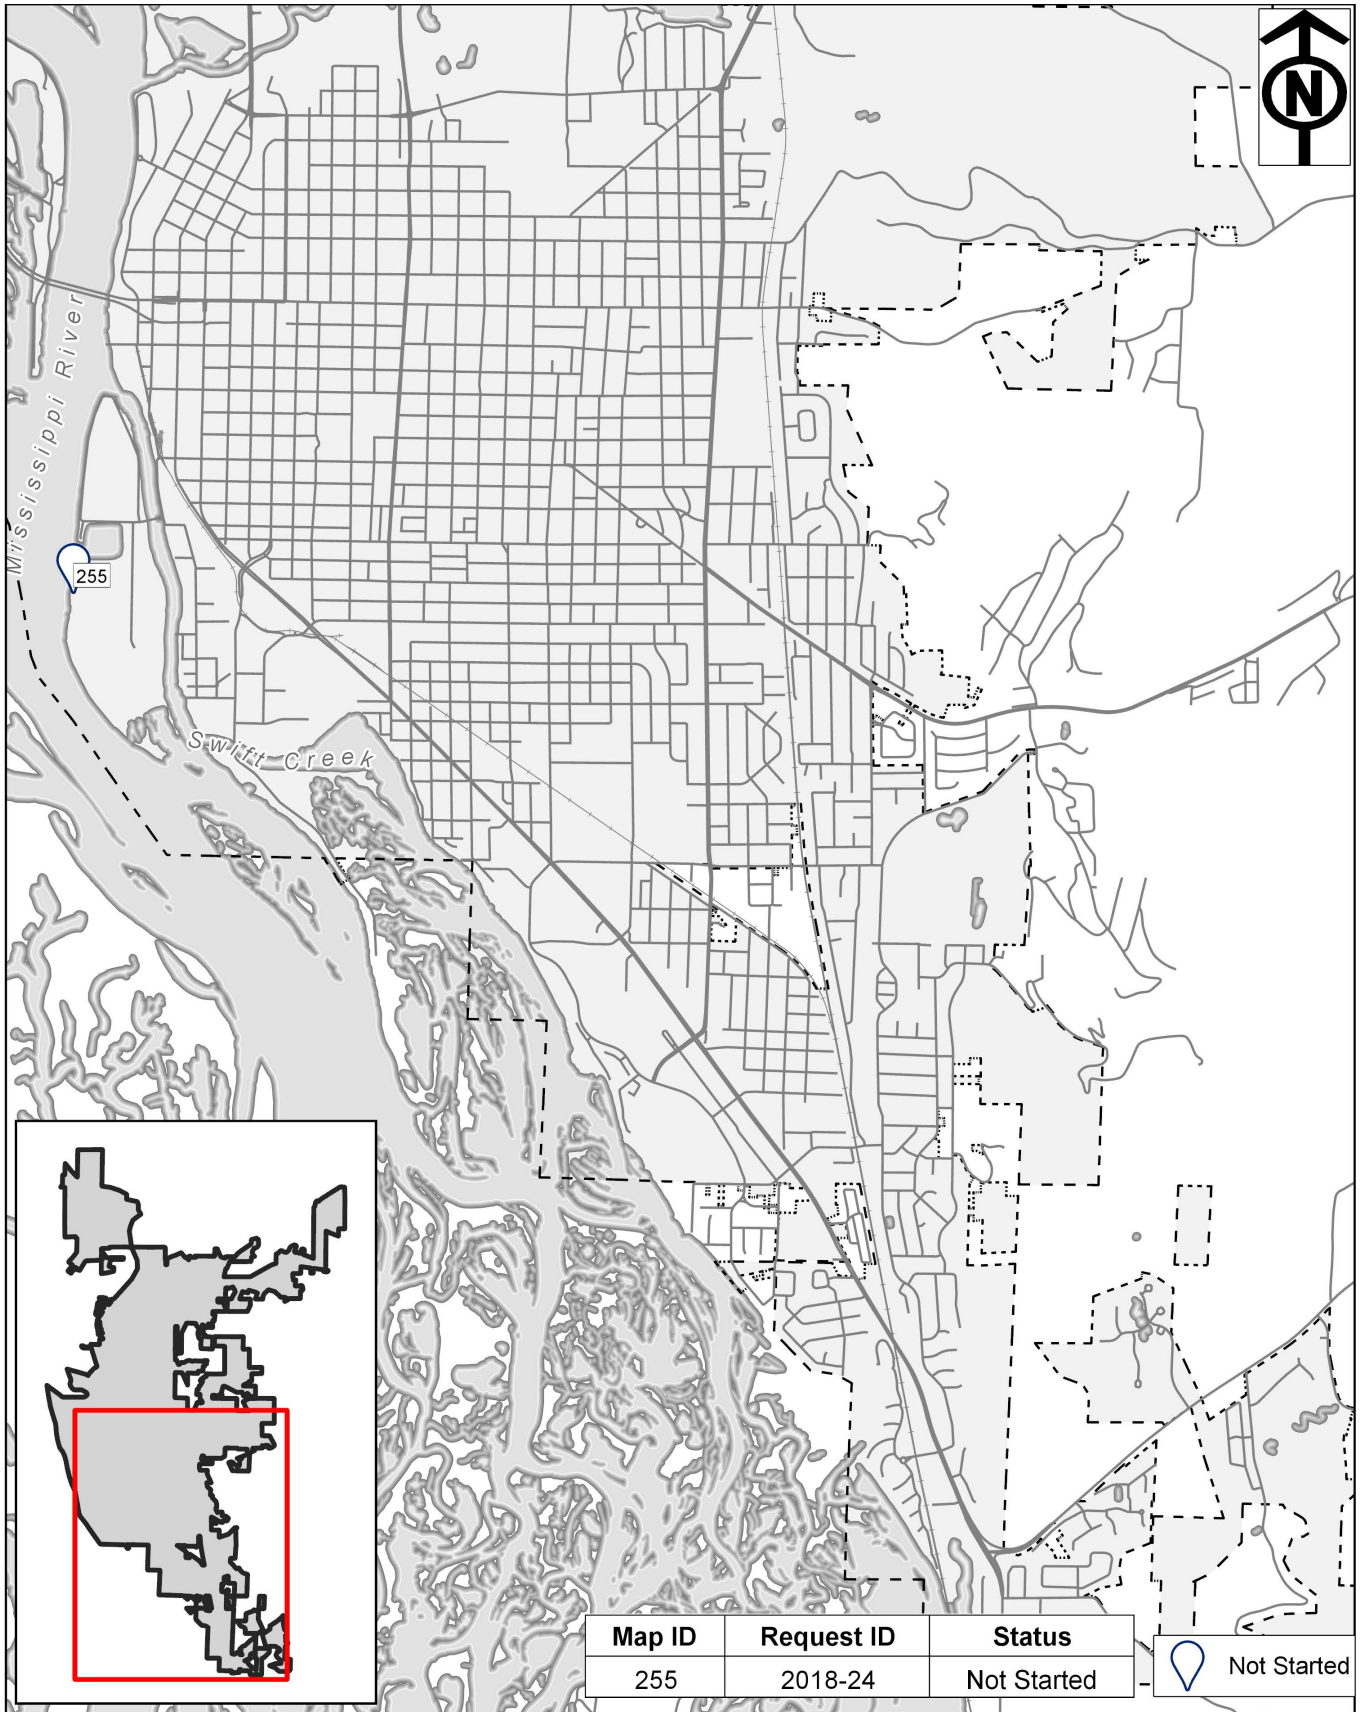 N
Mississippi River
255
Swift Creek
Map ID Request ID Status
255 2018-24 Not Started
Not Started